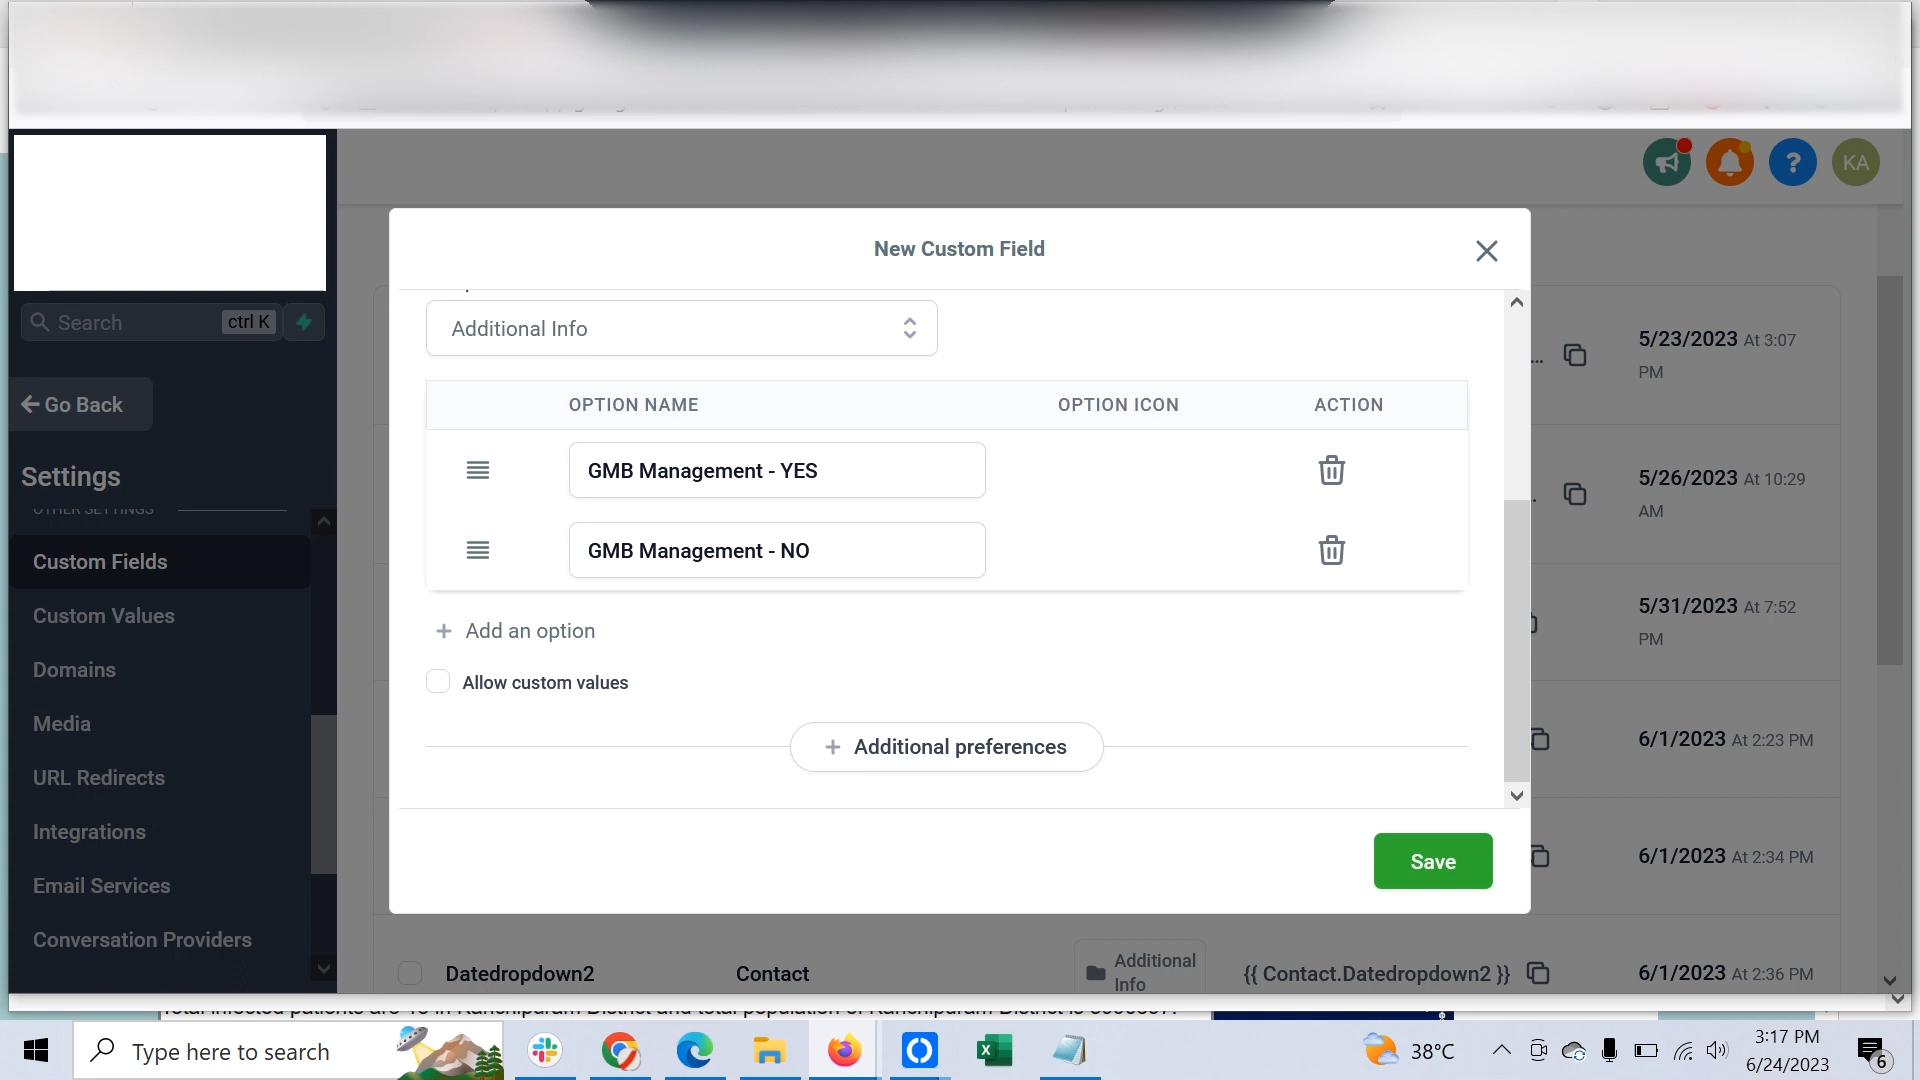 KA
New Custom Field
Search
ctrl K
Additional Info
5/23/2023 At 3:07
PM
Go Back
OPTION NAME
OPTION ICON
ACTION
GMB Management - YES
Settings
5/26/2023 At 10:29
AM
OTHER SETTINGS
Custom Fields
GMB Management - NO
Custom Values
Add an option
5/31/2023 At 7:52
PM
Domains
Allow custom values
Media
Additional preferences
6/1/2023 At 2:23 PM
URL Redirects
Integrations
Save
6/1/2023 At 2:34 PM
Email Services
Conversation Providers
Datedropdown2
Contact
Additional
Info
{{ Contact.Datedropdown2 }}
6/1/2023 At 2:36 PM
Type here to search
38°C
3:17 PM
6/24/2023
6